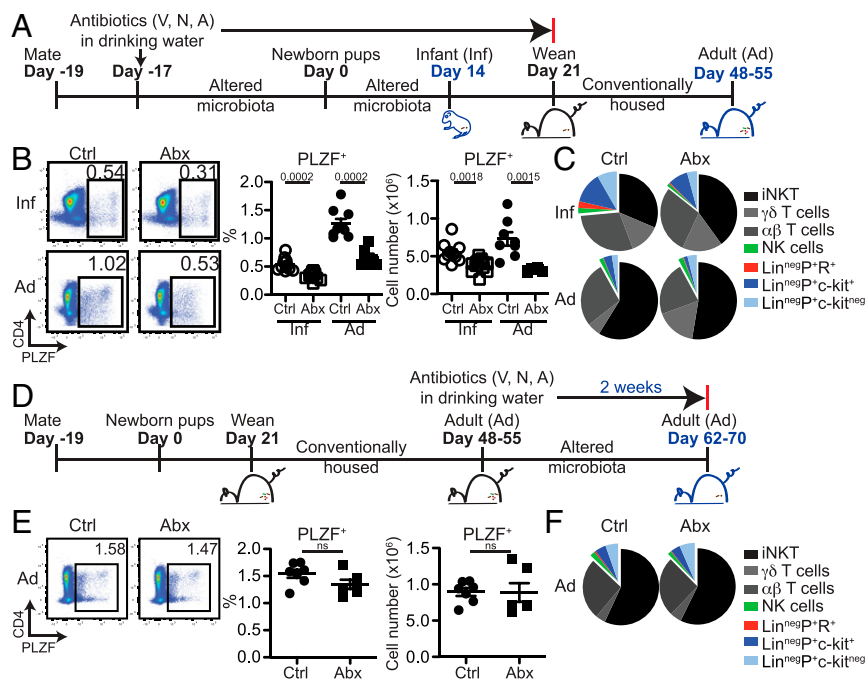 A
Antibiotics (V, N, A)
in drinking water
Mate
Day -19
Day -17
Newborn pups
Day 0
Infant (Inf)
Day 14
Wean
Day 21
Adult (Ad)
Day 48-55
Altered
microbiota
Altered
microbiota
Conventionally
housed
B
Ctrl
Abx
Inf
0.54
0.31
Ad
1.02
0.53
CD4
PLZF
PLZF⁺
0.0002
0.0002
2.0
1.5
1.0
0.5
0.0
%
Ctrl Abx Ctrl Abx
Inf Ad
PLZF⁺
0.0018
0.0015
Cell number (x10⁶)
1.5
1.0
5.0
0.0
Ctrl Abx Ctrl Abx
Inf Ad
C
Ctrl
Abx
Inf
Ad
iNKT
γδ T cells
αβ T cells
NK cells
LinⁿᵉᵍP⁺R⁺
LinⁿᵉᵍP⁺c-kit⁺
LinⁿᵉᵍP⁺c-kitⁿᵉᵍ
D
Antibiotics (V, N, A)
in drinking water
2 weeks
Mate
Day -19
Newborn pups
Day 0
Wean
Day 21
Adult (Ad)
Day 48-55
Adult (Ad)
Day 62-70
Conventionally
housed
Altered
microbiota
E
Ctrl
Abx
Ad
1.58
1.47
CD4
PLZF
PLZF⁺
ns
2.0
1.5
1.0
0.5
0.0
%
Ctrl Abx
PLZF⁺
ns
Cell number (x10⁶)
1.5
1.0
0.5
0.0
Ctrl Abx
F
Ctrl
Abx
Ad
iNKT
γδ T cells
αβ T cells
NK cells
LinⁿᵉᵍP⁺R⁺
LinⁿᵉᵍP⁺c-kit⁺
LinⁿᵉᵍP⁺c-kitⁿᵉᵍ